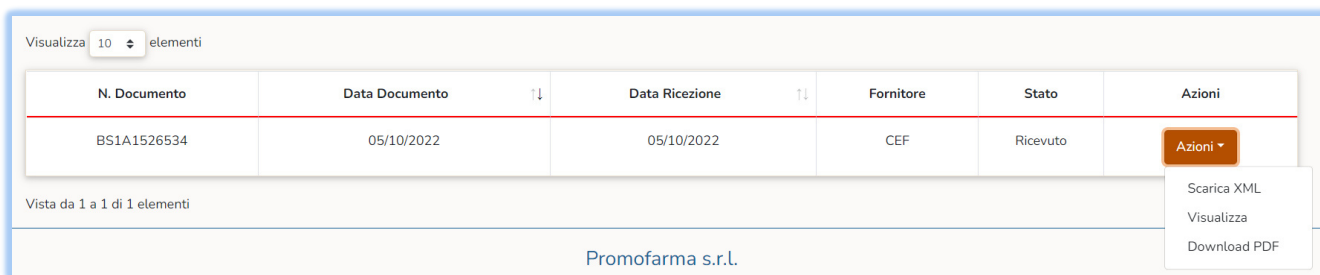 Visualizza 10 elementi
N. Documento Data Documento Data Ricezione Fornitore Stato Azioni
BS1A1526534 05/10/2022 05/10/2022 CEF Ricevuto Azioni
Scarica XML
Vista da 1 a 1 di 1 elementi
Visualizza
Download PDF
Promofarma s.r.l.